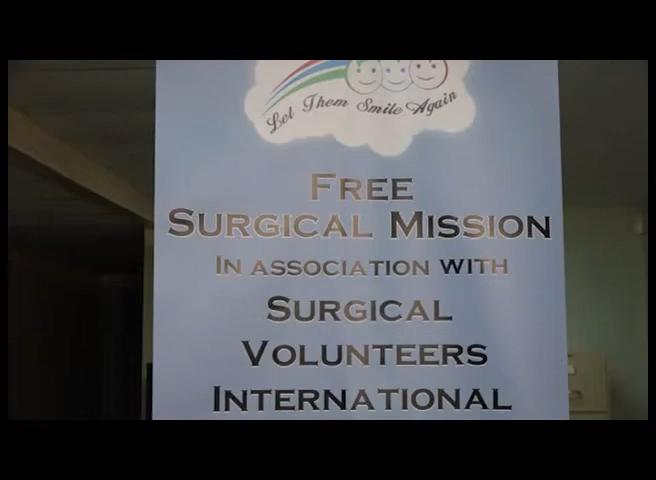 Let Them Smile Again
FREE
SURGICAL MISSION
IN ASSOCIATION WITH
SURGICAL
VOLUNTEERS
INTERNATIONAL